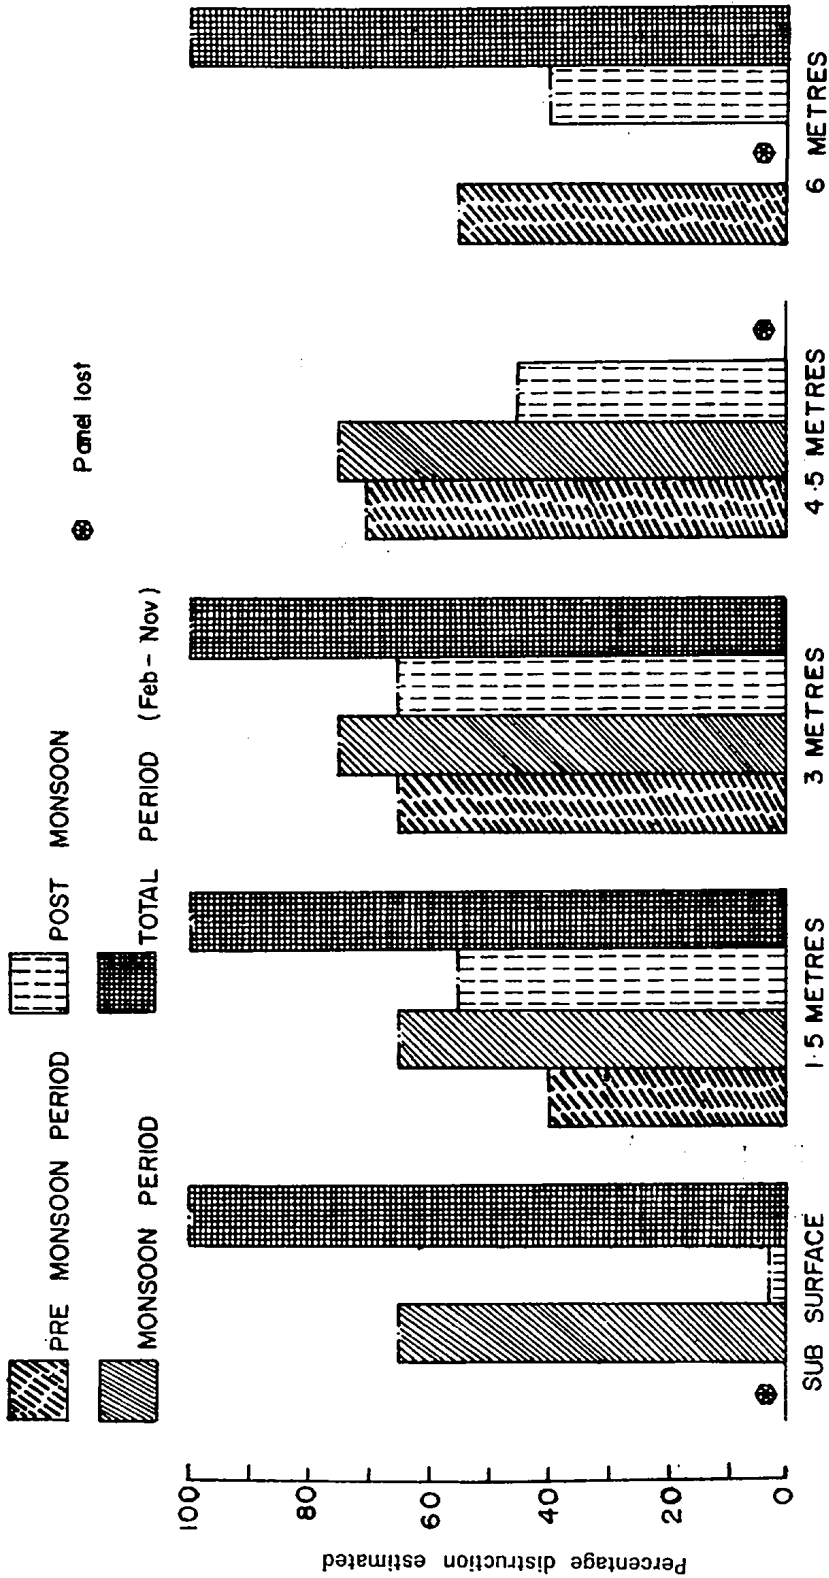 PRE MONSOON PERIOD
POST MONSOON
MONSOON PERIOD
TOTAL PERIOD (Feb - Nov)
Panel lost
Percentage distruction estimated
100
80
60
40
20
0
SUB SURFACE
1·5 METRES
3 METRES
4·5 METRES
6 METRES